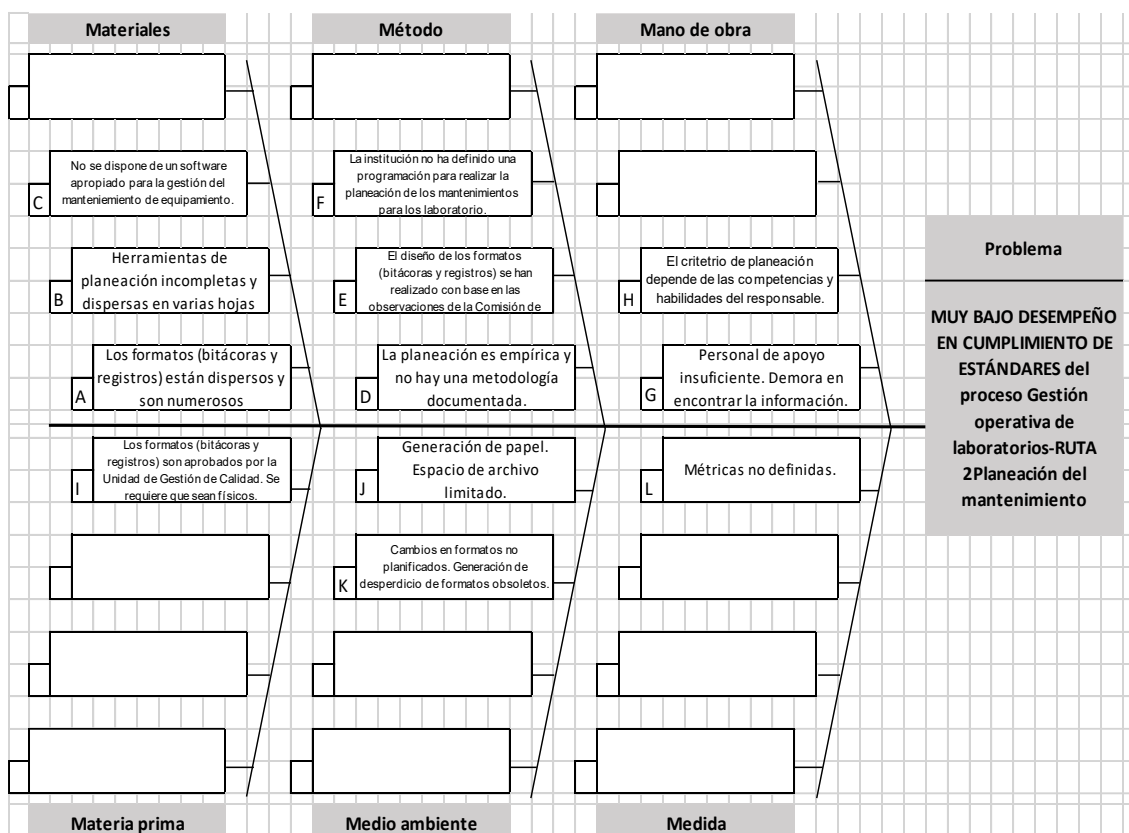 Materiales
Método
Mano de obra
No se dispone de un software
apropiado para la gestión del
manteniemiento de equipamiento.
C
La institución no ha definido una
programación para realizar la
planeación de los mantenimientos
para los laboratorio.
F
Herramientas de
planeación incompletas y
dispersas en varias hojas
B
El diseño de los formatos
(bitácoras y registros) se han
realizado con base en las
observaciones de la Comisión de
E
El critetrio de planeación
depende de las competencias y
habilidades del responsable.
H
Los formatos (bitácoras y
registros) están dispersos y
son numerosos
A
La planeación es empírica y
no hay una metodología
documentada.
D
Personal de apoyo
insuficiente. Demora en
encontrar la información.
G
Problema
MUY BAJO DESEMPEÑO
EN CUMPLIMIENTO DE
ESTÁNDARES del
proceso Gestión
operativa de
laboratorios-RUTA
2Planeación del
mantenimiento
Los formatos (bitácoras y
registros) son aprobados por la
Unidad de Gestión de Calidad. Se
requiere que sean físicos.
I
Generación de papel.
Espacio de archivo
limitado.
J
Métricas no definidas.
L
Cambios en formatos no
planificados. Generación de
desperdicio de formatos obsoletos.
K
Materia prima
Medio ambiente
Medida